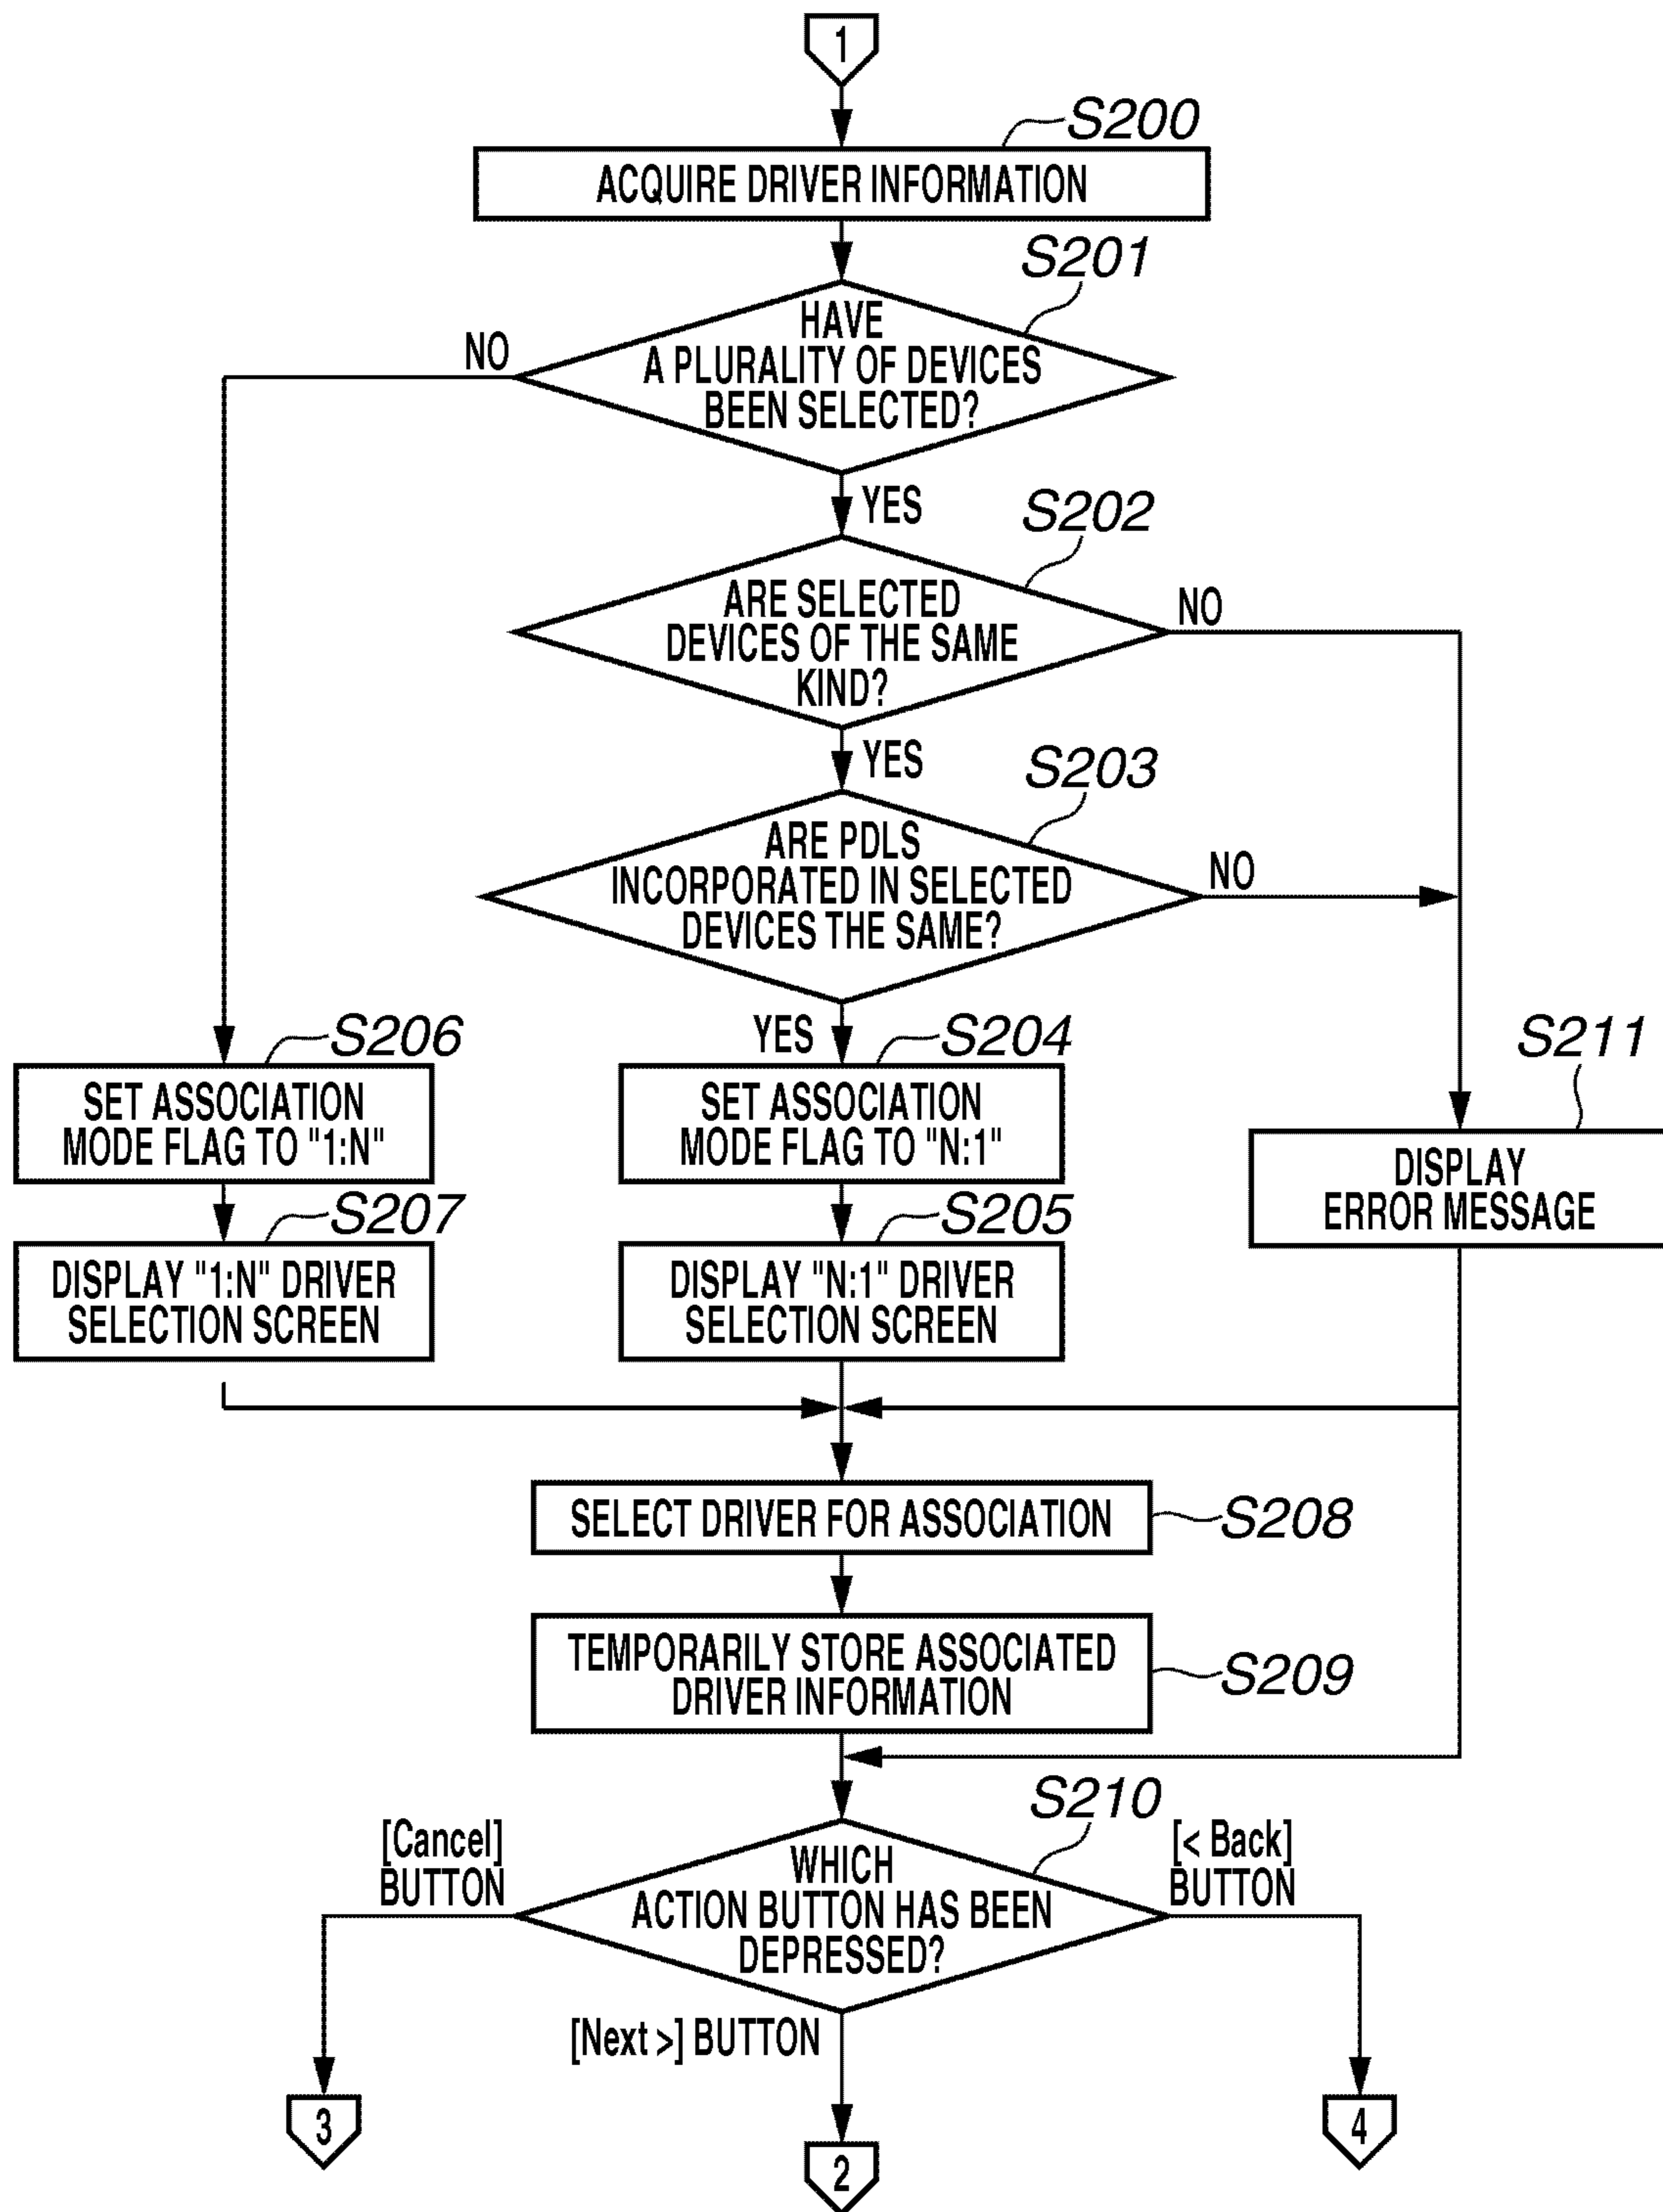 1
S200
ACQUIRE DRIVER INFORMATION
S201
HAVE
A PLURALITY OF DEVICES
BEEN SELECTED?
NO
YES
S202
ARE SELECTED
DEVICES OF THE SAME
KIND?
NO
YES
S203
ARE PDLS
INCORPORATED IN SELECTED
DEVICES THE SAME?
NO
YES
S206
SET ASSOCIATION
MODE FLAG TO "1:N"
S204
SET ASSOCIATION
MODE FLAG TO "N:1"
S211
DISPLAY
ERROR MESSAGE
S207
DISPLAY "1:N" DRIVER
SELECTION SCREEN
S205
DISPLAY "N:1" DRIVER
SELECTION SCREEN
SELECT DRIVER FOR ASSOCIATION
S208
TEMPORARILY STORE ASSOCIATED
DRIVER INFORMATION
S209
S210
WHICH
ACTION BUTTON HAS BEEN
DEPRESSED?
[Cancel]
BUTTON
[< Back]
BUTTON
[Next >] BUTTON
3
2
4